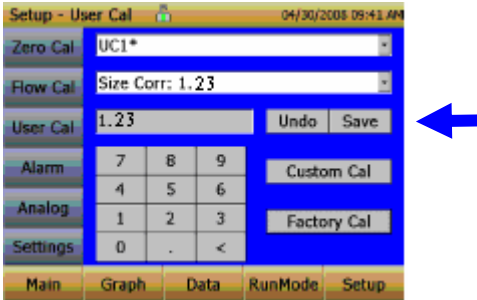 Setup - User Cal 04/30/2008 09:41 AM
Zero Cal UC1*
Flow Cal Size Corr: 1.23
User Cal 1.23 Undo Save
Alarm 7 8 9 Custom Cal
4 5 6
Analog 1 2 3 Factory Cal
Settings 0 . <
Main Graph Data RunMode Setup